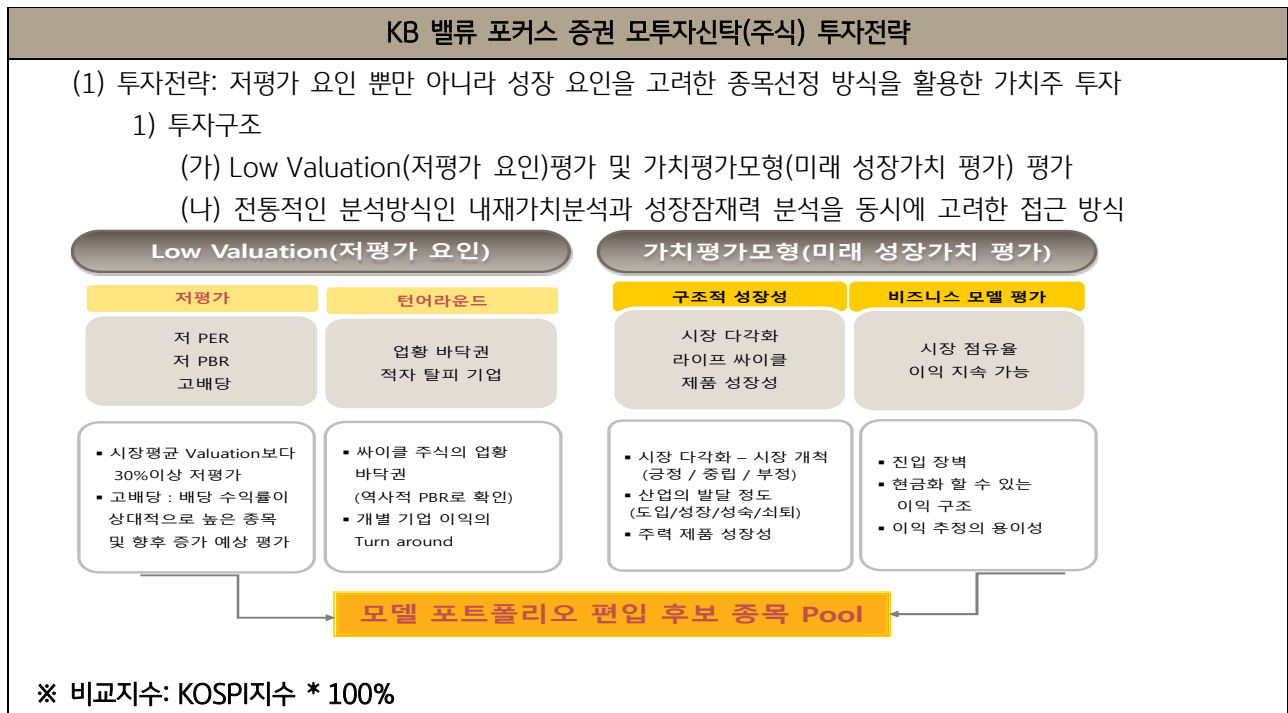 KB 밸류 포커스 증권 모투자신탁(주식) 투자전략
(1) 투자전략: 저평가 요인 뿐만 아니라 성장 요인을 고려한 종목선정 방식을 활용한 가치주 투자
1) 투자구조
(가) Low Valuation(저평가 요인)평가 및 가치평가모형(미래 성장가치 평가) 평가
(나) 전통적인 분석방식인 내재가치분석과 성장잠재력 분석을 동시에 고려한 접근 방식
Low Valuation(저평가 요인)
저평가
저 PER
저 PBR
고배당
▪ 시장평균 Valuation보다
30%이상 저평가
▪ 고배당 : 배당 수익률이
상대적으로 높은 종목
및 향후 증가 예상 평가
턴어라운드
업황 바닥권
적자 탈피 기업
▪ 싸이클 주식의 업황
바닥권
(역사적 PBR로 확인)
▪ 개별 기업 이익의
Turn around
가치평가모형(미래 성장가치 평가)
구조적 성장성
시장 다각화
라이프 싸이클
제품 성장성
▪ 시장 다각화 – 시장 개척
(긍정 / 중립 / 부정)
▪ 산업의 발달 정도
(도입/성장/성숙/쇠퇴)
▪ 주력 제품 성장성
비즈니스 모델 평가
시장 점유율
이익 지속 가능
▪ 진입 장벽
▪ 현금화 할 수 있는
이익 구조
▪ 이익 추정의 용이성
모델 포트폴리오 편입 후보 종목 Pool
※ 비교지수: KOSPI지수 * 100%